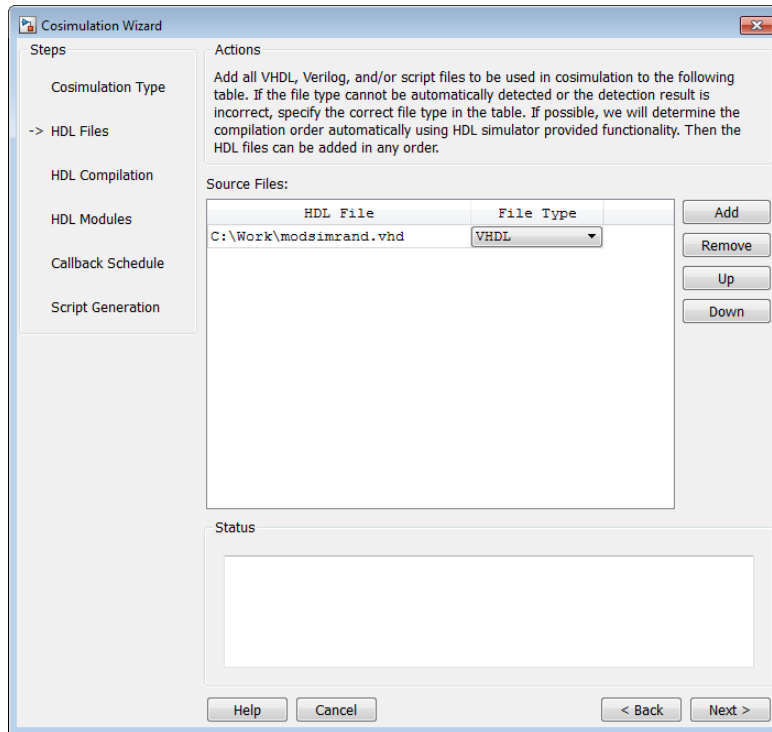 Cosimulation Wizard
Steps
Cosimulation Type
-> HDL Files
HDL Compilation
HDL Modules
Callback Schedule
Script Generation
Actions
Add all VHDL, Verilog, and/or script files to be used in cosimulation to the following
table. If the file type cannot be automatically detected or the detection result is
incorrect, specify the correct file type in the table. If possible, we will determine the
compilation order automatically using HDL simulator provided functionality. Then the
HDL files can be added in any order.
Source Files:
HDL File File Type
C:\Work\modsimrand.vhd VHDL
Add
Remove
Up
Down
Status
Help Cancel < Back Next >